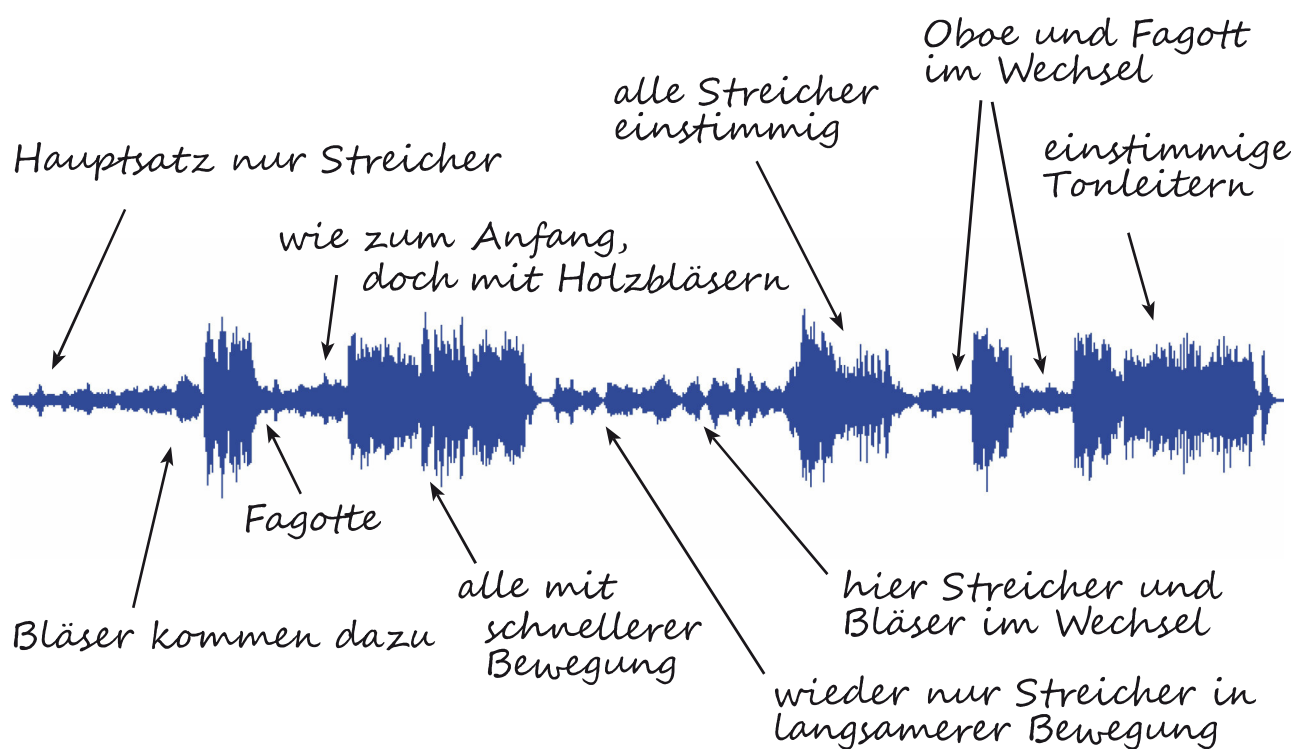 Oboe und Fagott
im Wechsel
alle Streicher
einstimmig
einstimmige
Tonleitern
Hauptsatz nur Streicher
wie zum Anfang,
doch mit Holzbläsern
Fagotte
Bläser kommen dazu
alle mit
schnellerer
Bewegung
hier Streicher und
Bläser im Wechsel
wieder nur Streicher in
langsamerer Bewegung